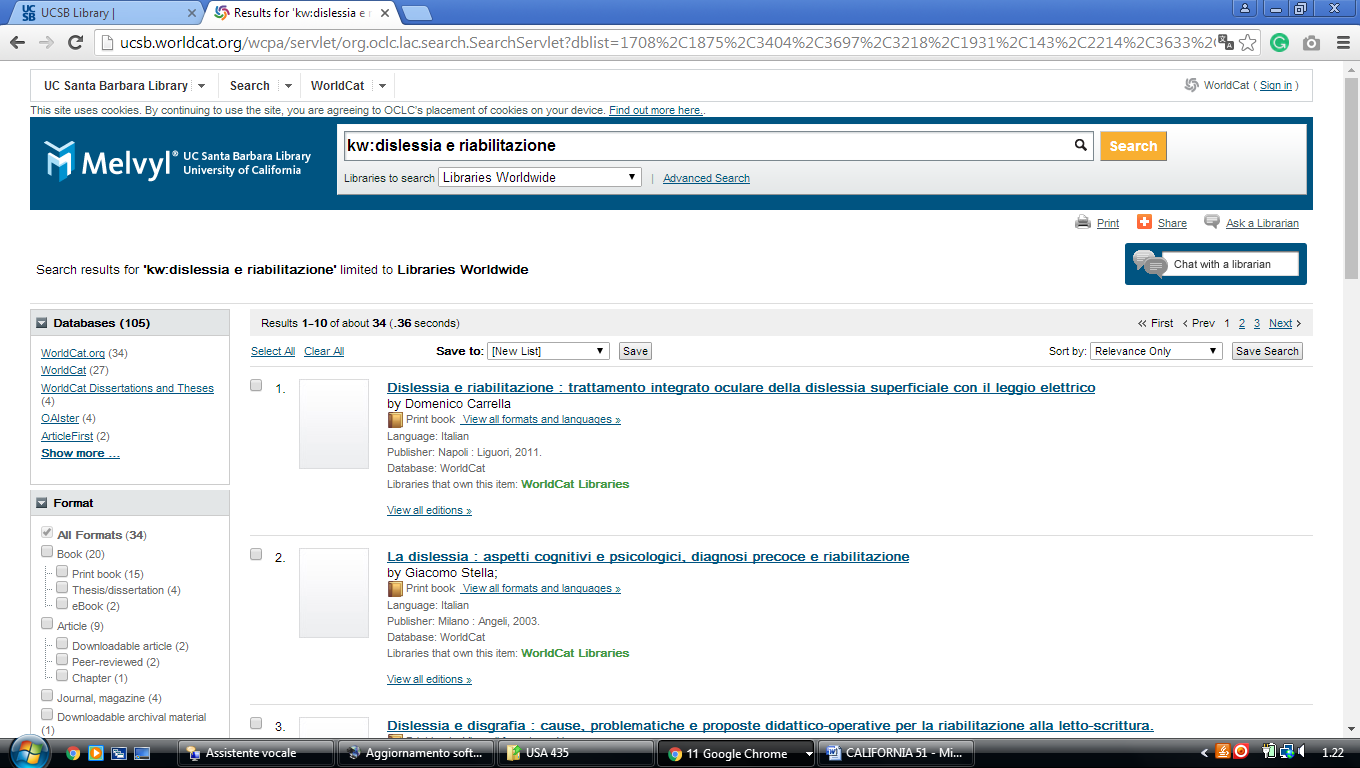 UCSB Library |
Results for 'kw:dislessia e r
ucsb.worldcat.org/wcpa/servlet/org.oclc.lac.search.SearchServlet?dblist=1708%2C1875%2C3404%2C3697%2C3218%2C1931%2C143%2C2214%2C3633%2
UC Santa Barbara Library Search WorldCat
WorldCat ( Sign in )
This site uses cookies. By continuing to use the site, you are agreeing to OCLC's placement of cookies on your device. Find out more here..
Melvyl® UC Santa Barbara Library
University of California
kw:dislessia e riabilitazione
Search
Libraries to search Libraries Worldwide | Advanced Search
Print Share Ask a Librarian
Chat with a librarian
Search results for 'kw:dislessia e riabilitazione' limited to Libraries Worldwide
Databases (105)
WorldCat.org (34)
WorldCat (27)
WorldCat Dissertations and Theses
(4)
OAIster (4)
ArticleFirst (2)
Show more ...
Format
All Formats (34)
Book (20)
Print book (15)
Thesis/dissertation (4)
eBook (2)
Article (9)
Downloadable article (2)
Peer-reviewed (2)
Chapter (1)
Journal, magazine (4)
Downloadable archival material
(1)
Results 1-10 of about 34 (.36 seconds)
« First ‹ Prev 1 2 3 Next ›
Select All Clear All Save to: [New List] Save
Sort by: Relevance Only Save Search
1. Dislessia e riabilitazione : trattamento integrato oculare della dislessia superficiale con il leggio elettrico
by Domenico Carrella
Print book View all formats and languages »
Language: Italian
Publisher: Napoli : Liguori, 2011.
Database: WorldCat
Libraries that own this item: WorldCat Libraries
View all editions »
2. La dislessia : aspetti cognitivi e psicologici, diagnosi precoce e riabilitazione
by Giacomo Stella;
Print book View all formats and languages »
Language: Italian
Publisher: Milano : Angeli, 2003.
Database: WorldCat
Libraries that own this item: WorldCat Libraries
View all editions »
3. Dislessia e disgrafia : cause, problematiche e proposte didattico-operative per la riabilitazione alla letto-scrittura.
Assistente vocale
Aggiornamento soft...
USA 435
11 Google Chrome
CALIFORNIA 51 - Mi...
1.22